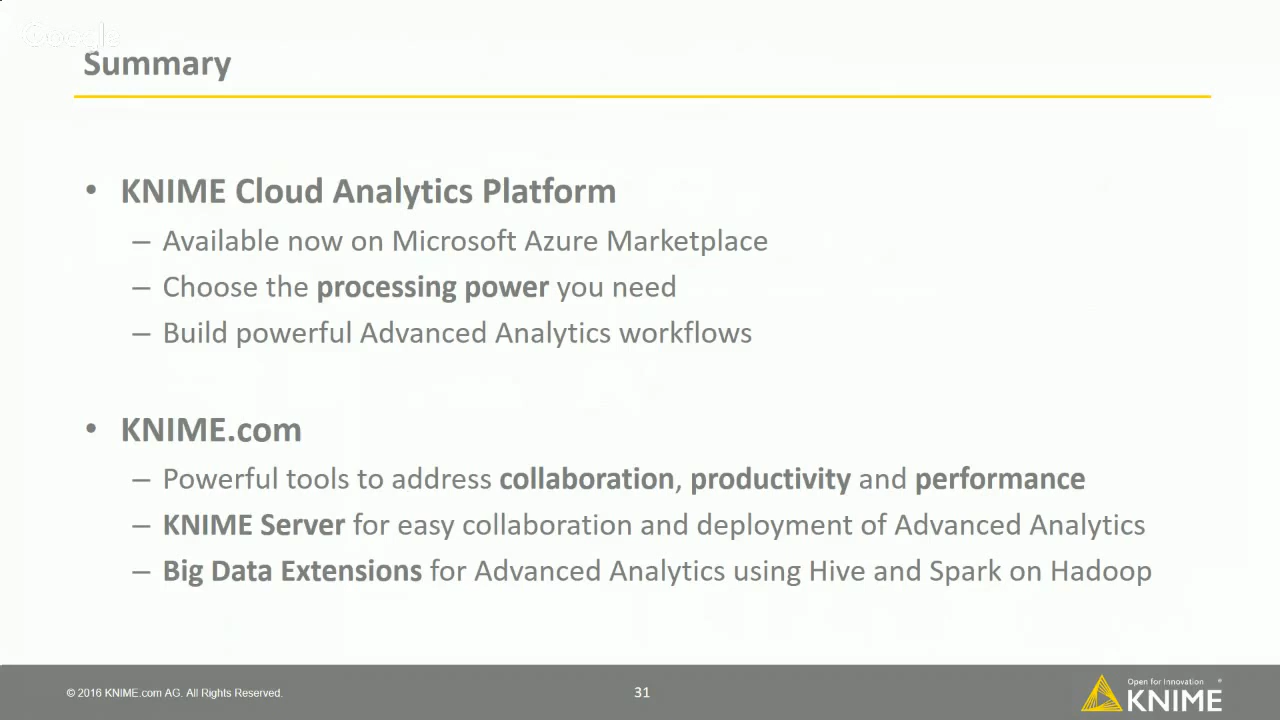 Google
Summary
• KNIME Cloud Analytics Platform
– Available now on Microsoft Azure Marketplace
– Choose the processing power you need
– Build powerful Advanced Analytics workflows
• KNIME.com
– Powerful tools to address collaboration, productivity and performance
– KNIME Server for easy collaboration and deployment of Advanced Analytics
– Big Data Extensions for Advanced Analytics using Hive and Spark on Hadoop
© 2016 KNIME.com AG. All Rights Reserved.
31
Open for Innovation ®
KNIME